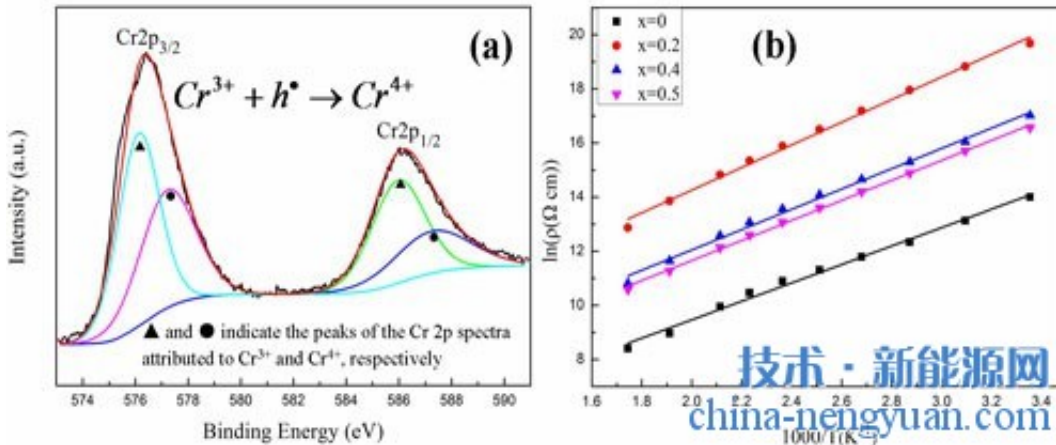 Cr2p3/2
(a)
Cr³⁺ + h• → Cr⁴⁺
Cr2p1/2
Intensity (a.u.)
▲ and ● indicate the peaks of the Cr 2p spectra
attributed to Cr³⁺ and Cr⁴⁺, respectively
574 576 578 580 582 584 586 588 590
Binding Energy (eV)
x=0
x=0.2
x=0.4
x=0.5
(b)
ln(ρ(Ω cm)
20
18
16
14
12
10
8
1.6 1.8 2.0 2.2 2.4 2.6 2.8 3.0 3.2 3.4
1000/T(K
技术·新能源网
china-nengyuan.com